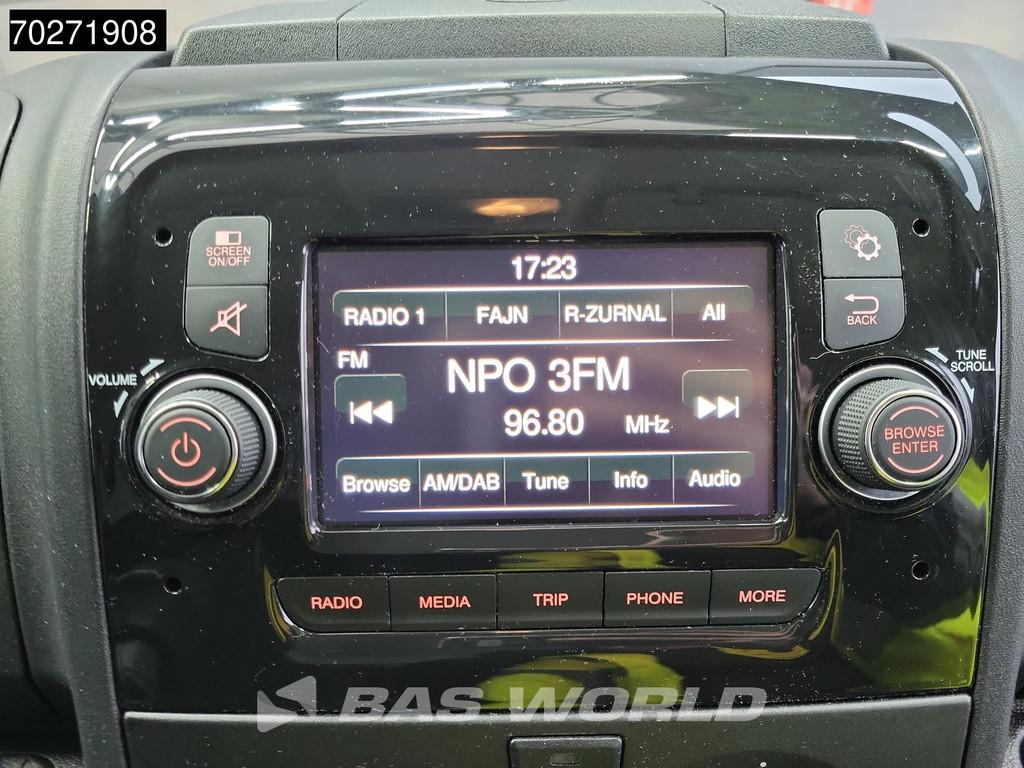 70271908
SCREEN
ON/OFF
17:23
RADIO 1 FAJN R-ZURNAL All
FM
NPO 3FM
96.80 MHz
Browse AM/DAB Tune Info Audio
VOLUME
BACK
TUNE
SCROLL
BROWSE
ENTER
RADIO MEDIA TRIP PHONE MORE
BAS WORLD